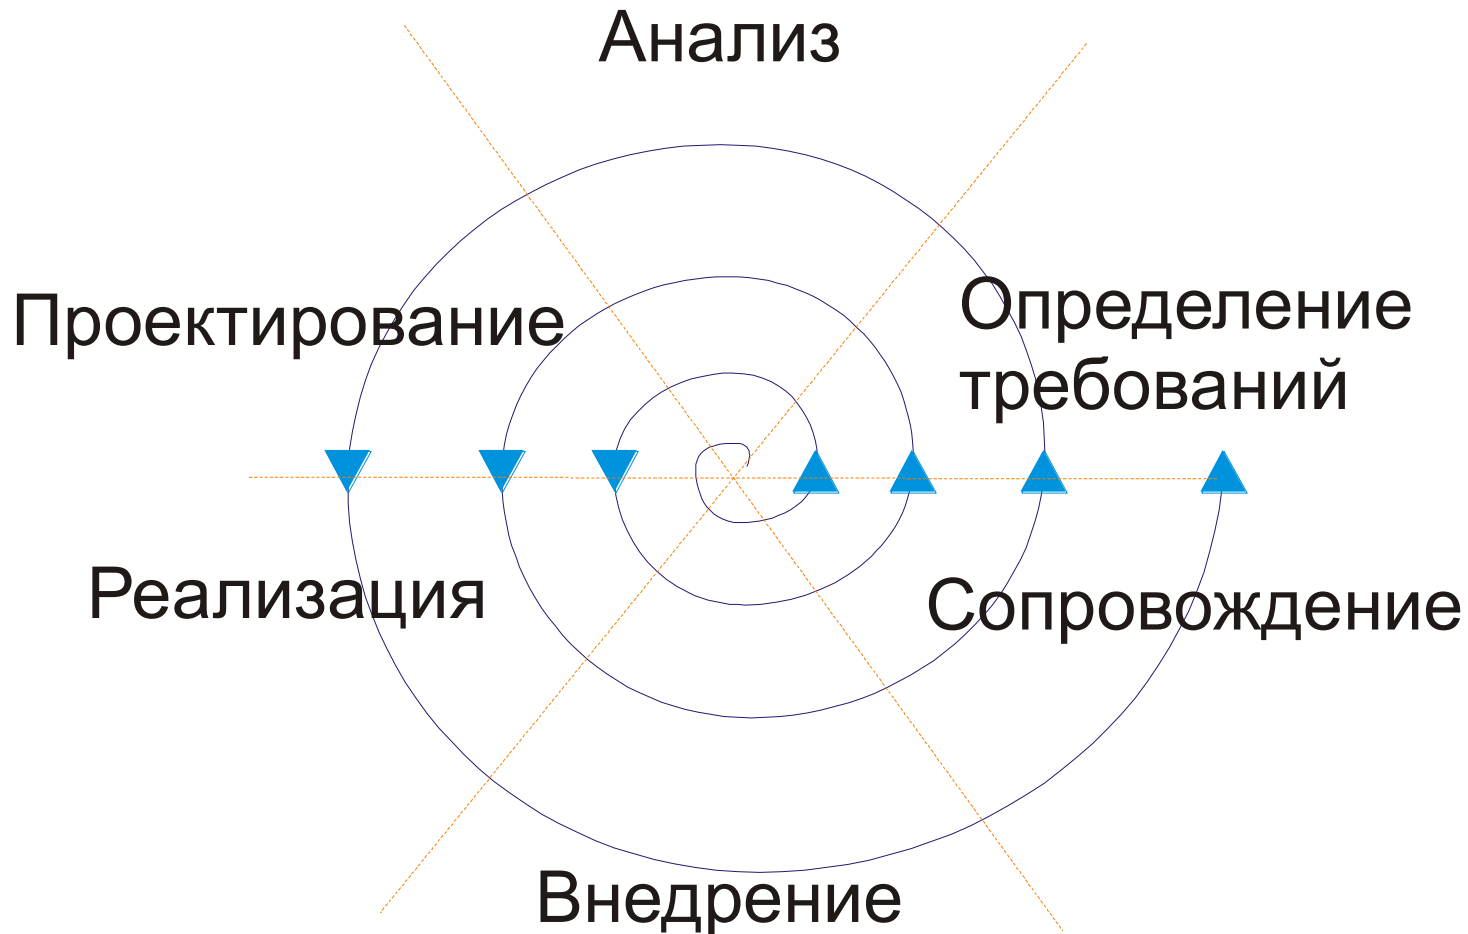 Анализ
Проектирование
Определение
требований
Реализация
Сопровождение
Внедрение